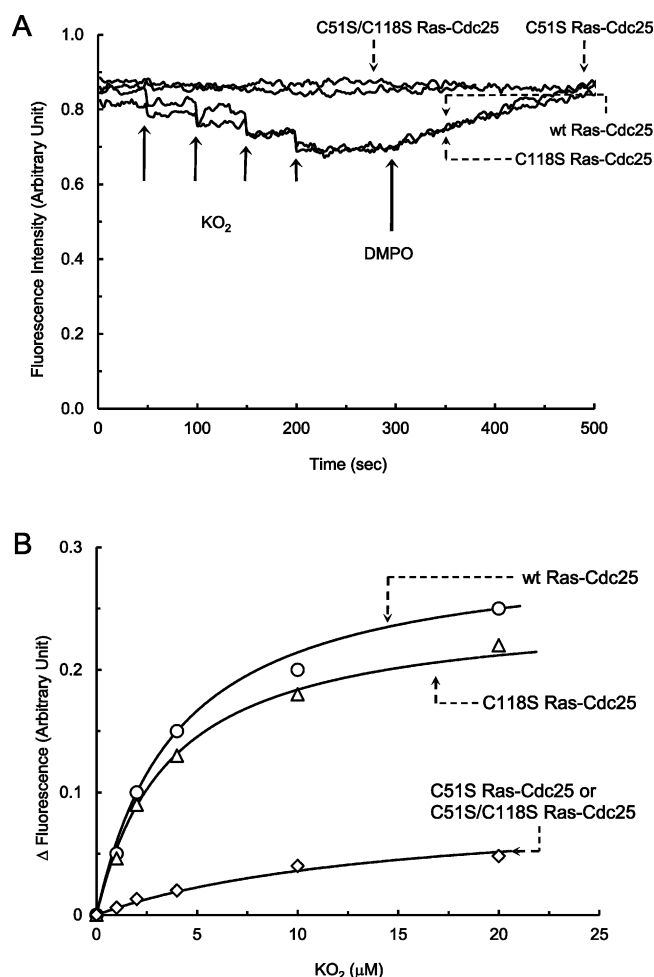 A
1.0
0.8
0.6
0.4
0.2
0.0
Fluorescence Intensity (Arbitrary Unit)
C51S/C118S Ras-Cdc25
C51S Ras-Cdc25
wt Ras-Cdc25
C118S Ras-Cdc25
KO2
DMPO
0 100 200 300 400 500
Time (sec)
B
0.3
0.2
0.1
0
Δ Fluorescence (Arbitrary Unit)
wt Ras-Cdc25
C118S Ras-Cdc25
C51S Ras-Cdc25 or
C51S/C118S Ras-Cdc25
0 5 10 15 20 25
KO2 (μM)